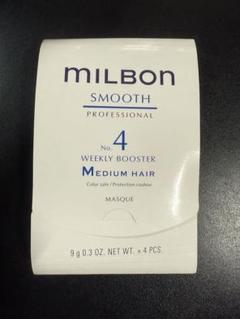 MILBON
SMOOTH
PROFESSIONAL
No. 4
WEEKLY BOOSTER
MEDIUM HAIR
Color safe / Protection couleur
MASQUE
9 g 0.3 OZ. NET WT. × 4 PCS.